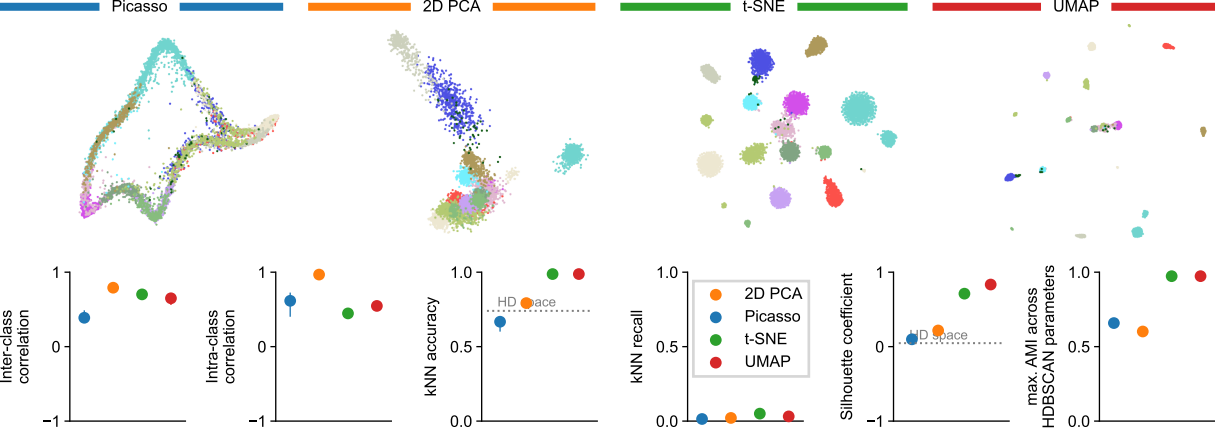 Picasso
2D PCA
t-SNE
UMAP
Inter-class
correlation
1
0
−1
Intra-class
correlation
1
0
−1
kNN accuracy
1.0
0.5
0.0
HD space
kNN recall
1.0
0.5
0.0
2D PCA
Picasso
t-SNE
UMAP
Silhouette coefficient
1
0
−1
HD space
max. AMI across
HDBSCAN parameters
1.0
0.5
0.0